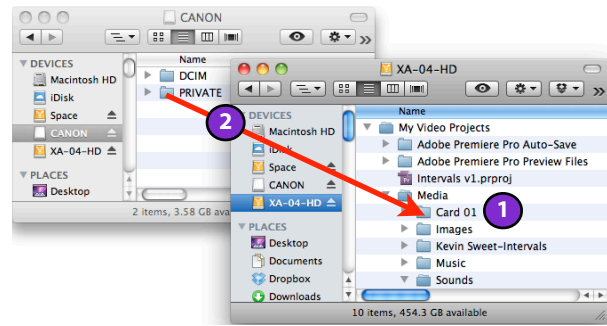 CANON
Name
DEVICES
Macintosh HD
iDisk
Space
CANON
XA-04-HD
PLACES
Desktop
DCIM
PRIVATE
2 items, 3.58 GB ava
2
XA-04-HD
Name
DEVICES
Macintosh HD
iDisk
Space
CANON
XA-04-HD
PLACES
Desktop
Documents
Dropbox
Downloads
My Video Projects
Adobe Premiere Pro Auto-Save
Adobe Premiere Pro Preview Files
Intervals v1.prproj
Media
Card 01
1
Images
Kevin Sweet-Intervals
Music
Sounds
10 items, 454.3 GB available